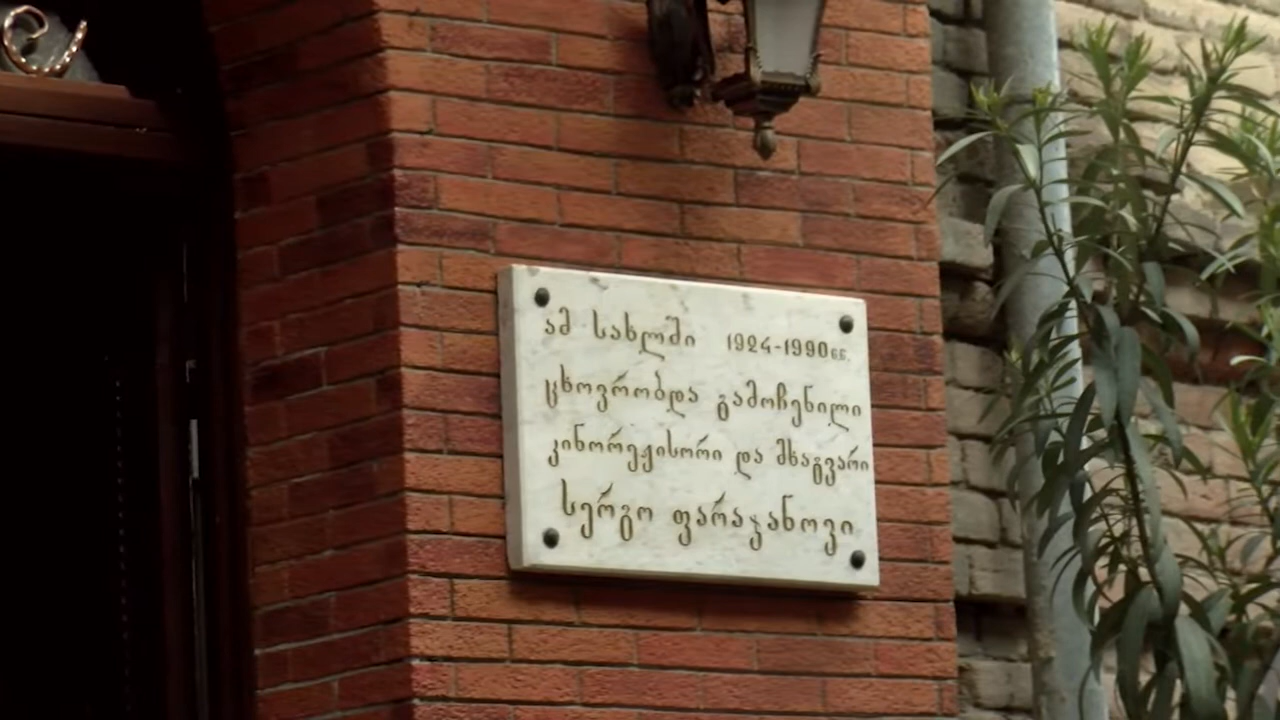 ამ სახლში 1924-1990 წწ.
ცხოვრობდა გამოჩენილი
კინორეჟისორი და მხატვარი
სერგო ფარაჯანოვი